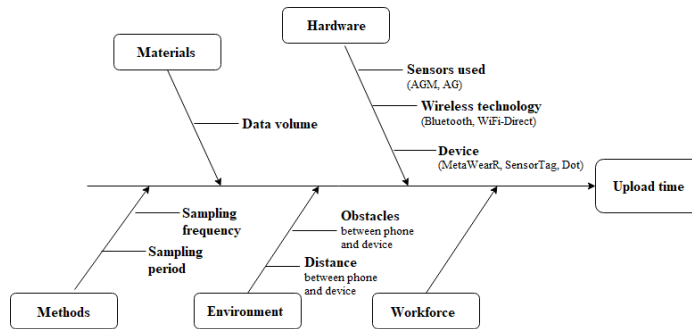 Hardware
Materials
Sensors used
(AGM, AG)
Wireless technology
(Bluetooth, WiFi-Direct)
Data volume
Device
(MetaWearR, SensorTag, Dot)
Upload time
Sampling
frequency
Sampling
period
Obstacles
between phone
and device
Distance
between phone
and device
Methods
Environment
Workforce